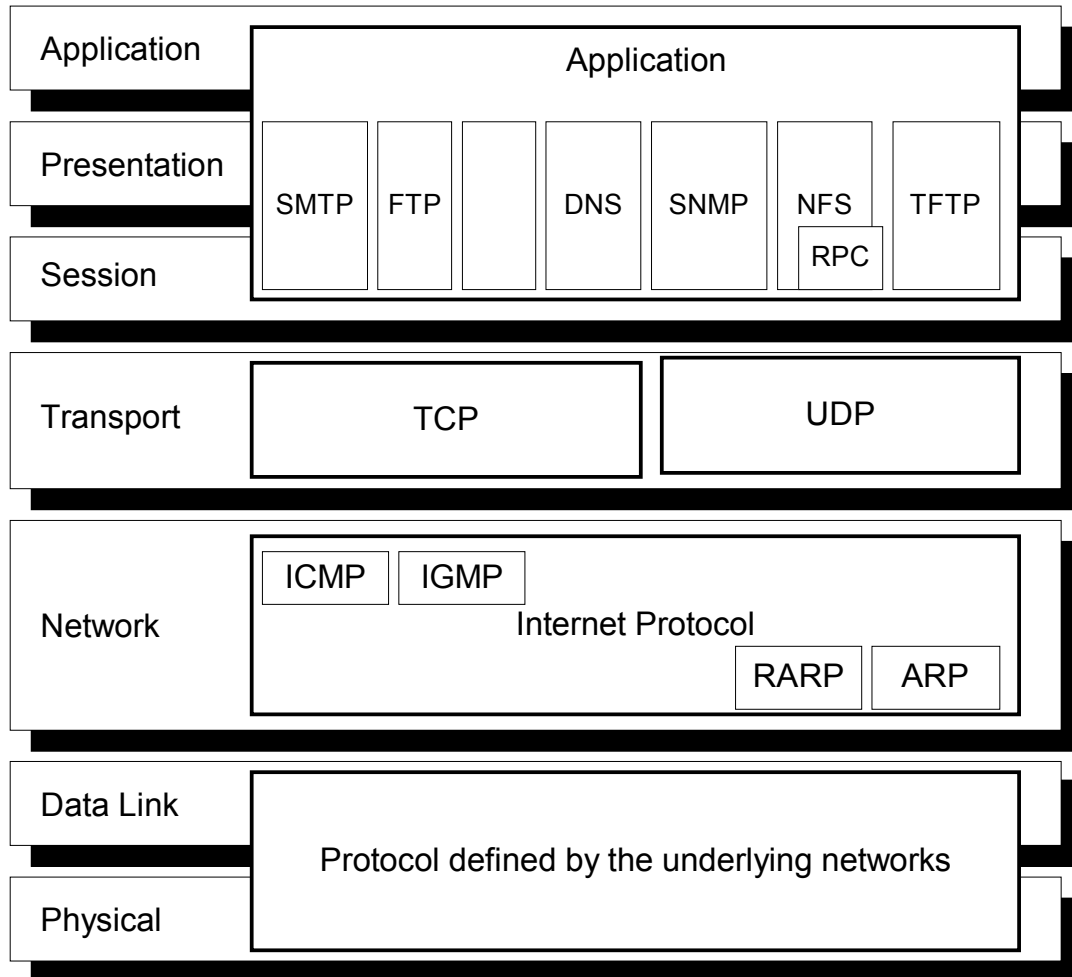 Application
Application
Presentation
SMTP
FTP
DNS
SNMP
NFS
TFTP
RPC
Session
Transport
TCP
UDP
ICMP
IGMP
Network
Internet Protocol
RARP
ARP
Data Link
Protocol defined by the underlying networks
Physical